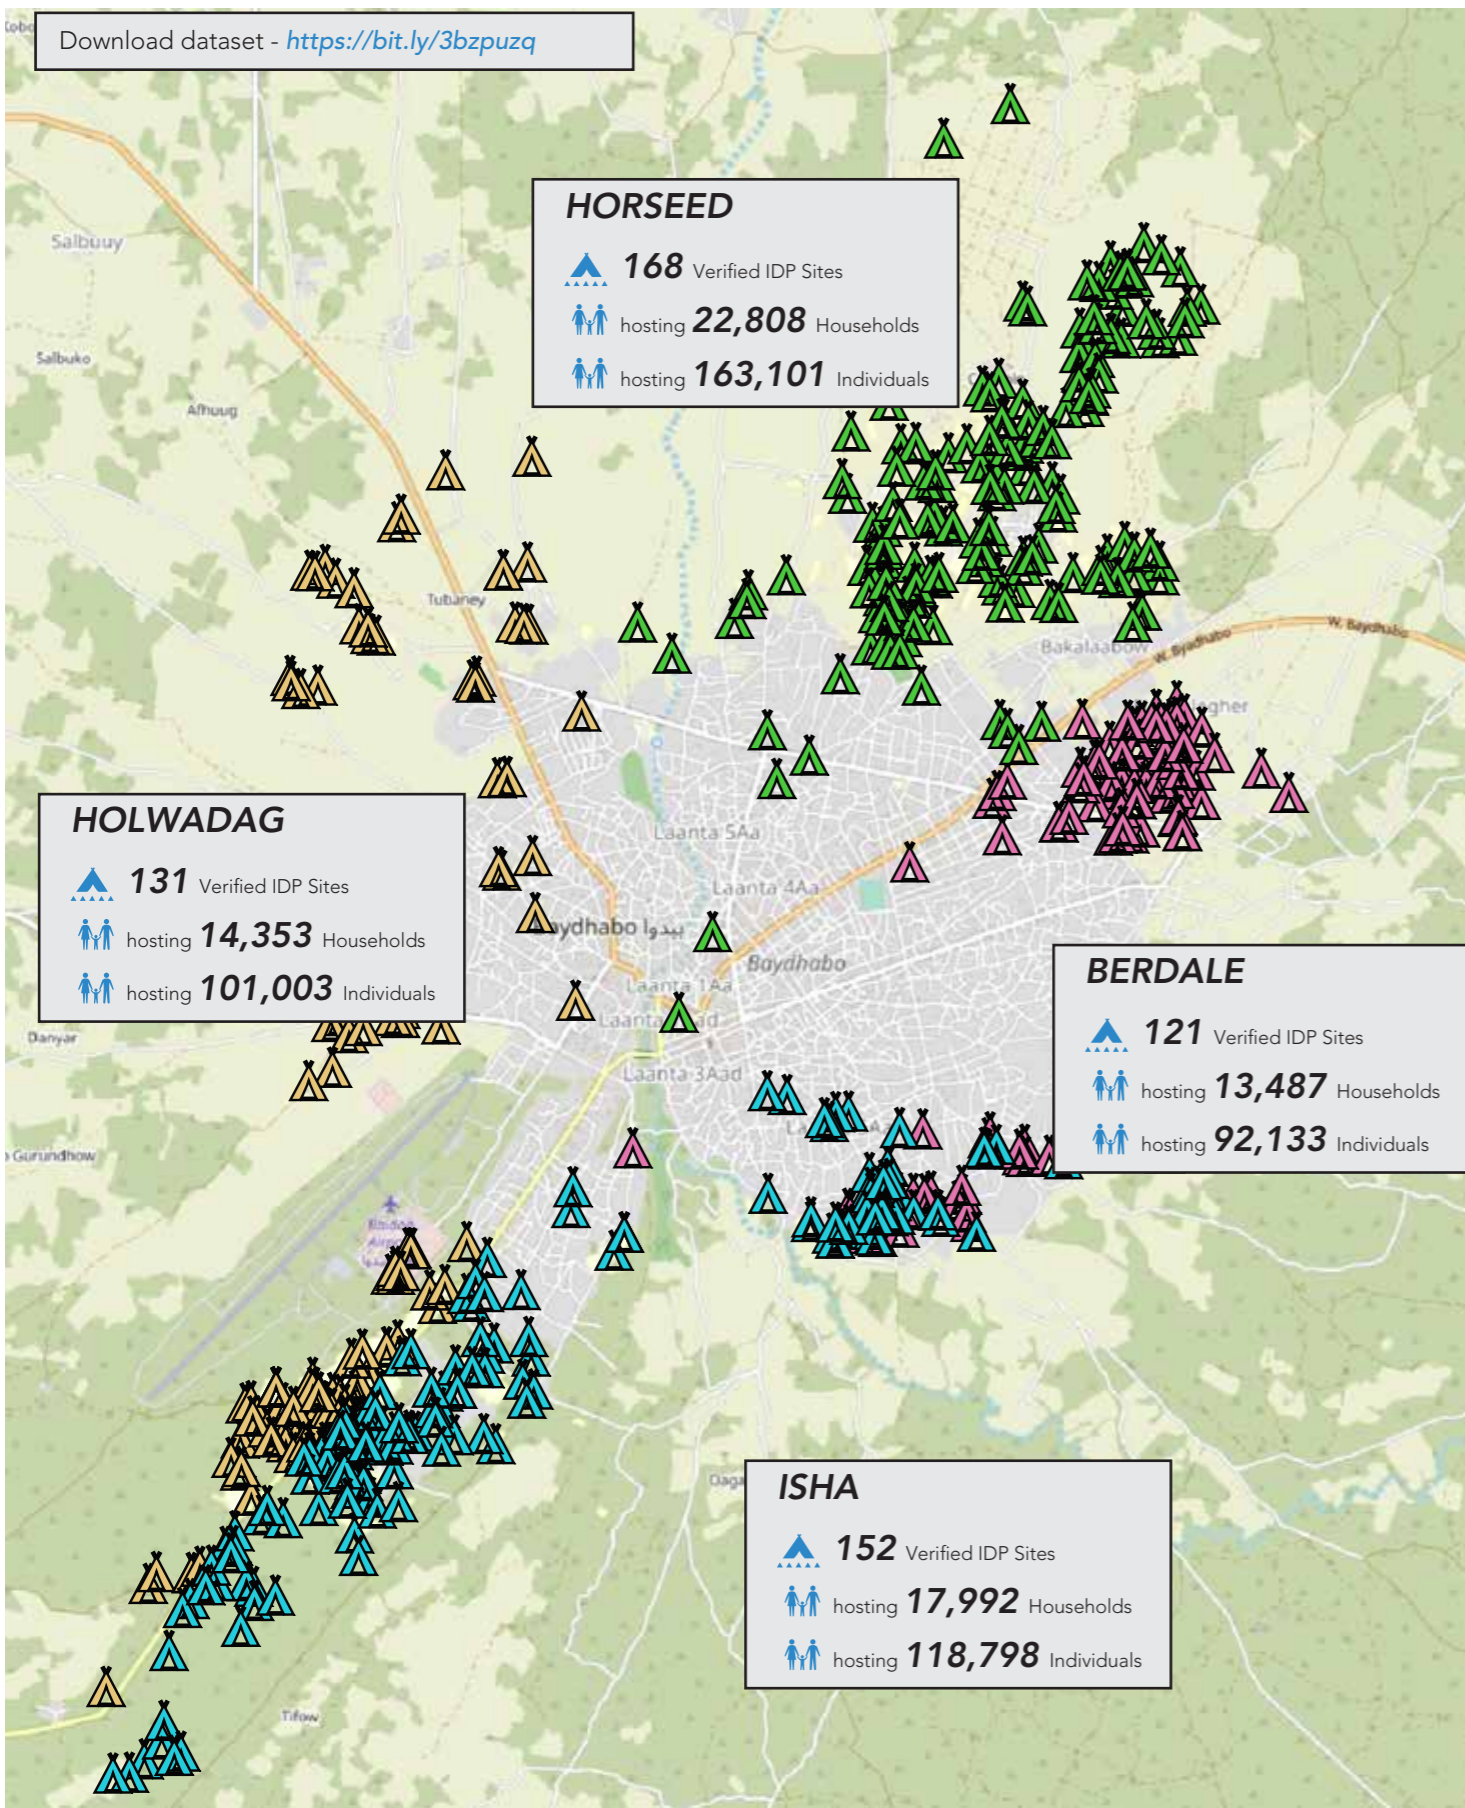 Download dataset - https://bit.ly/3bzpuzq
Salbuuy
HORSEED
168 Verified IDP Sites
hosting 22,808 Households
hosting 163,101 Individuals
Salbuko
Afhuug
Tubaney
Bakalaabow
W. Byadhabo
W. Baydhabo
HOLWADAG
131 Verified IDP Sites
hosting 14,353 Households
hosting 101,003 Individuals
Laanta 5Aa
Laanta 4Aa
Baydhabo بيدوا
Baydhabo
Laanta 1Aa
Danyar
Laanta 3Aad
BERDALE
121 Verified IDP Sites
hosting 13,487 Households
hosting 92,133 Individuals
Gurundhow
ISHA
152 Verified IDP Sites
hosting 17,992 Households
hosting 118,798 Individuals
Tifow